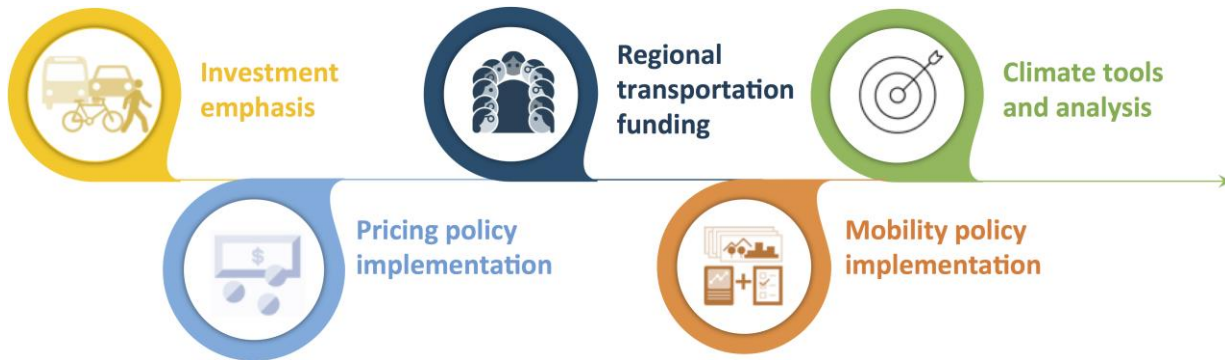 Investment
emphasis
Pricing policy
implementation
$
Regional
transportation
funding
Mobility policy
implementation
Climate tools
and analysis